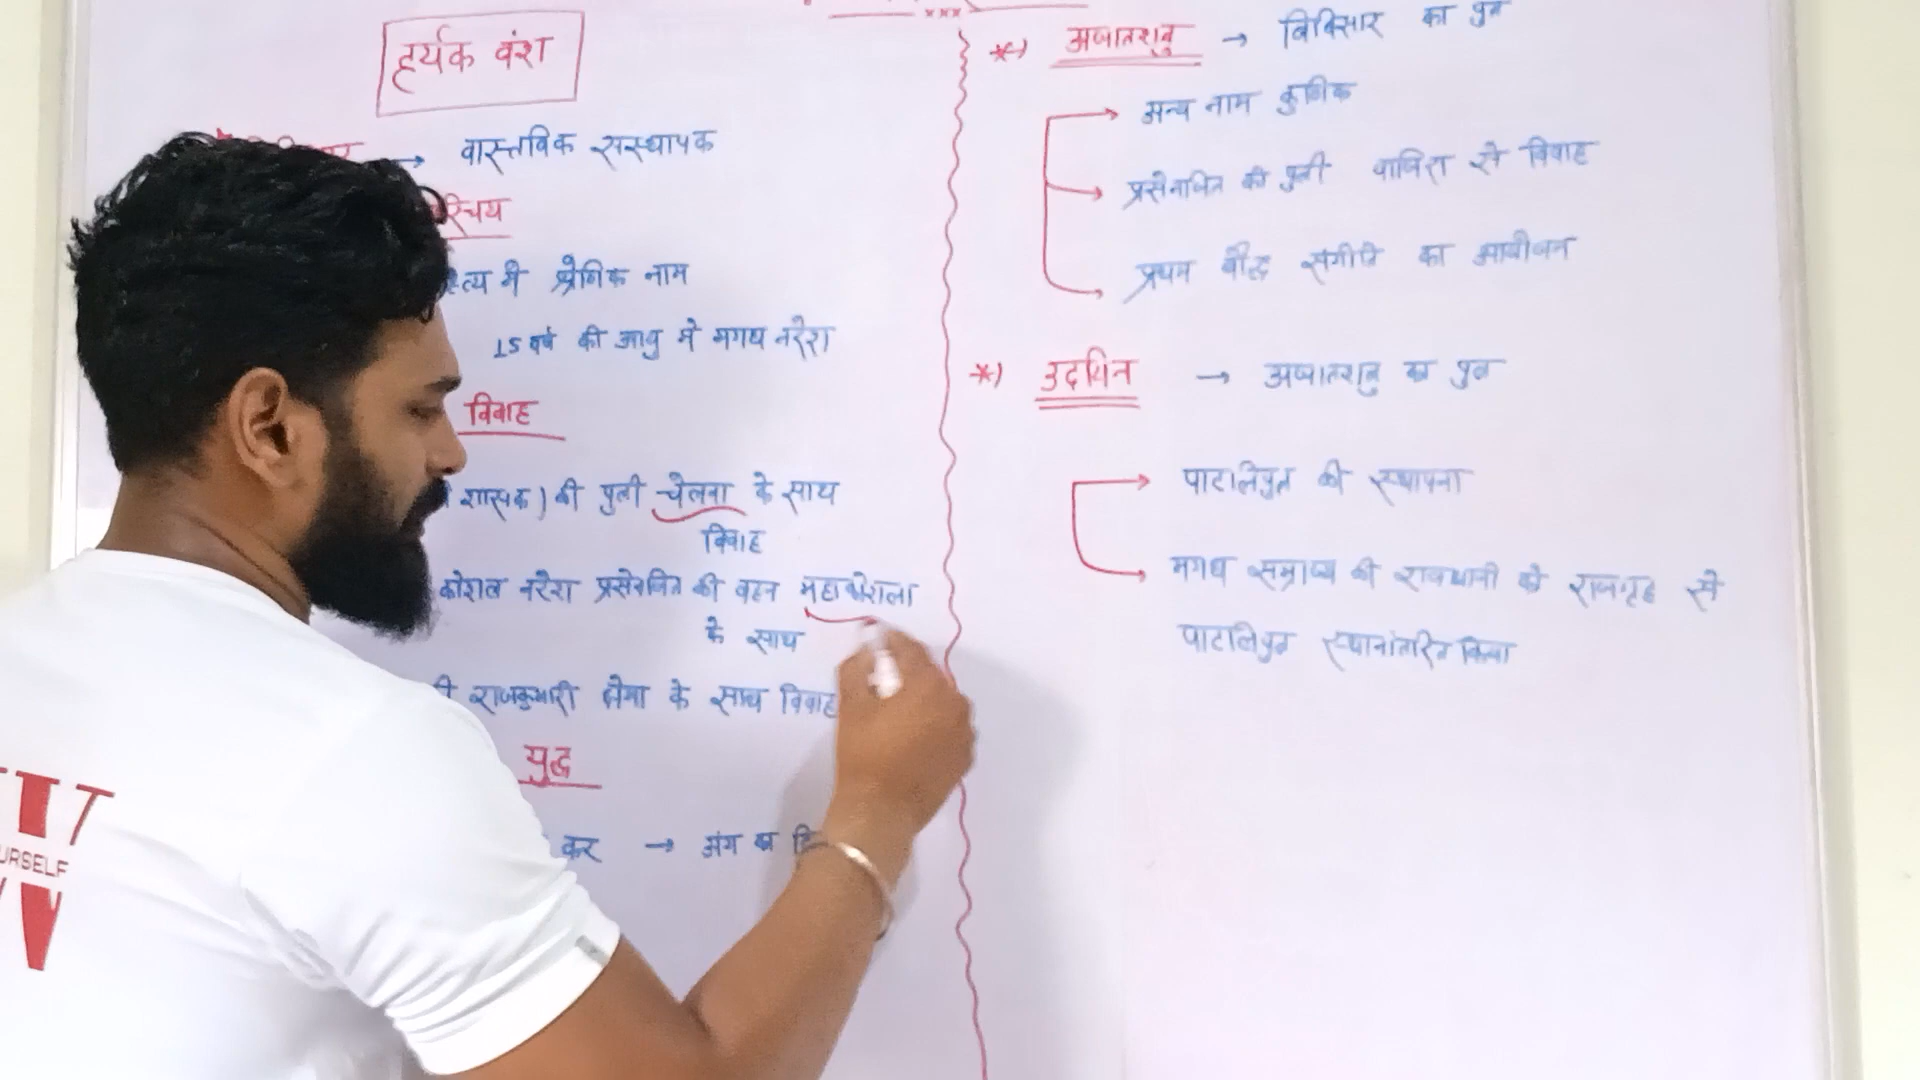 हर्यक वंश
→ वास्तविक संस्थापक
में श्रेणिक नाम
15 वर्ष की आयु में मगध नरेश
विवाह
शासक) की पुत्री चेलना के साथ
विवाह
कोशल नरेश प्रसेनजित की बहन महाकोशला
के साथ
राजकुमारी क्षेमा के साथ विवाह
युद्ध
कर → अंग का
*) अजातशत्रु → बिंबिसार का पुत्र
→ अन्य नाम कुणिक
→ प्रसेनजित की पुत्री वाजिरा से विवाह
→ प्रथम बौद्ध संगीति का आयोजन
*) उदयिन → अजातशत्रु का पुत्र
→ पाटलिपुत्र की स्थापना
→ मगध सम्राज्य की राजधानी को राजगृह से
पाटलिपुत्र स्थानांतरित किया
URSELF